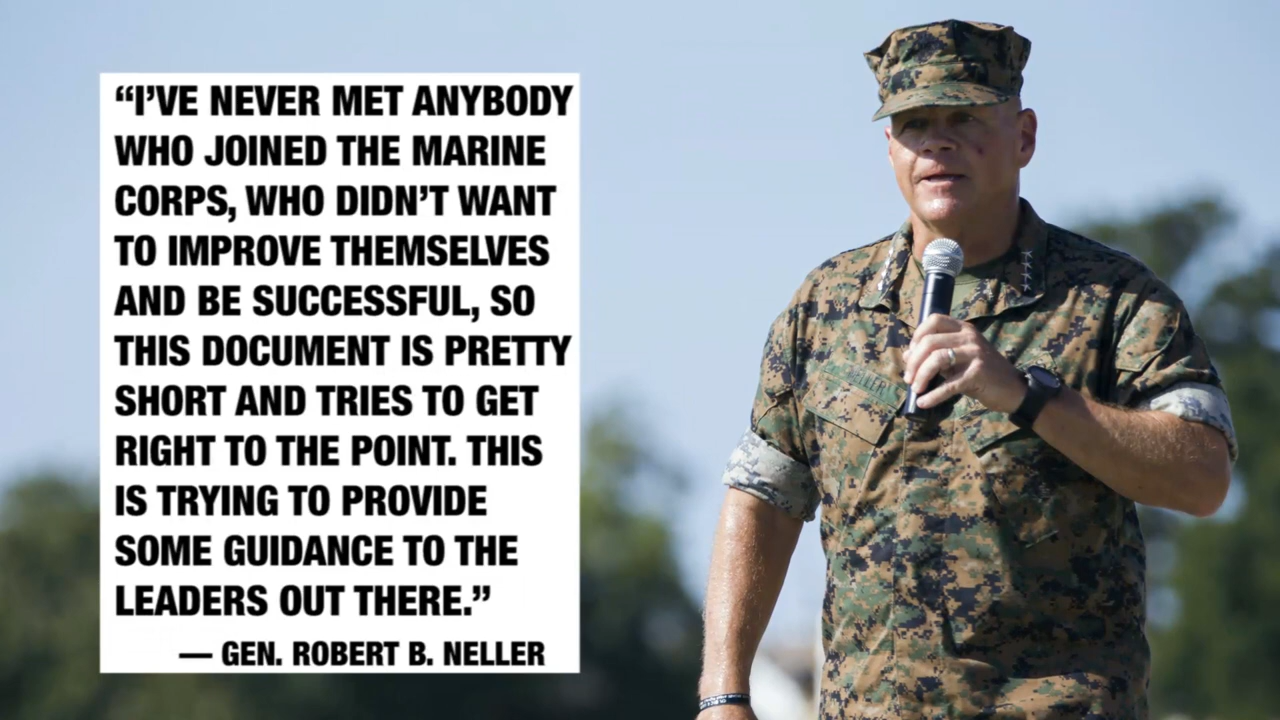 “I’VE NEVER MET ANYBODY
WHO JOINED THE MARINE
CORPS, WHO DIDN’T WANT
TO IMPROVE THEMSELVES
AND BE SUCCESSFUL, SO
THIS DOCUMENT IS PRETTY
SHORT AND TRIES TO GET
RIGHT TO THE POINT. THIS
IS TRYING TO PROVIDE
SOME GUIDANCE TO THE
LEADERS OUT THERE.”
— GEN. ROBERT B. NELLER
NELLER